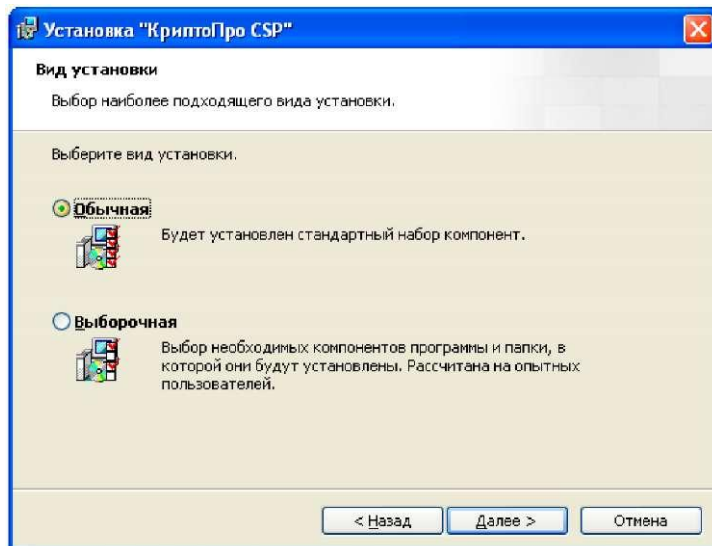 Установка "КриптоПро CSP"
Вид установки
Выбор наиболее подходящего вида установки.
Выберите вид установки.
Обычная
Будет установлен стандартный набор компонент.
Выборочная
Выбор необходимых компонентов программы и папки, в
которой они будут установлены. Рассчитана на опытных
пользователей.
< Назад Далее > Отмена